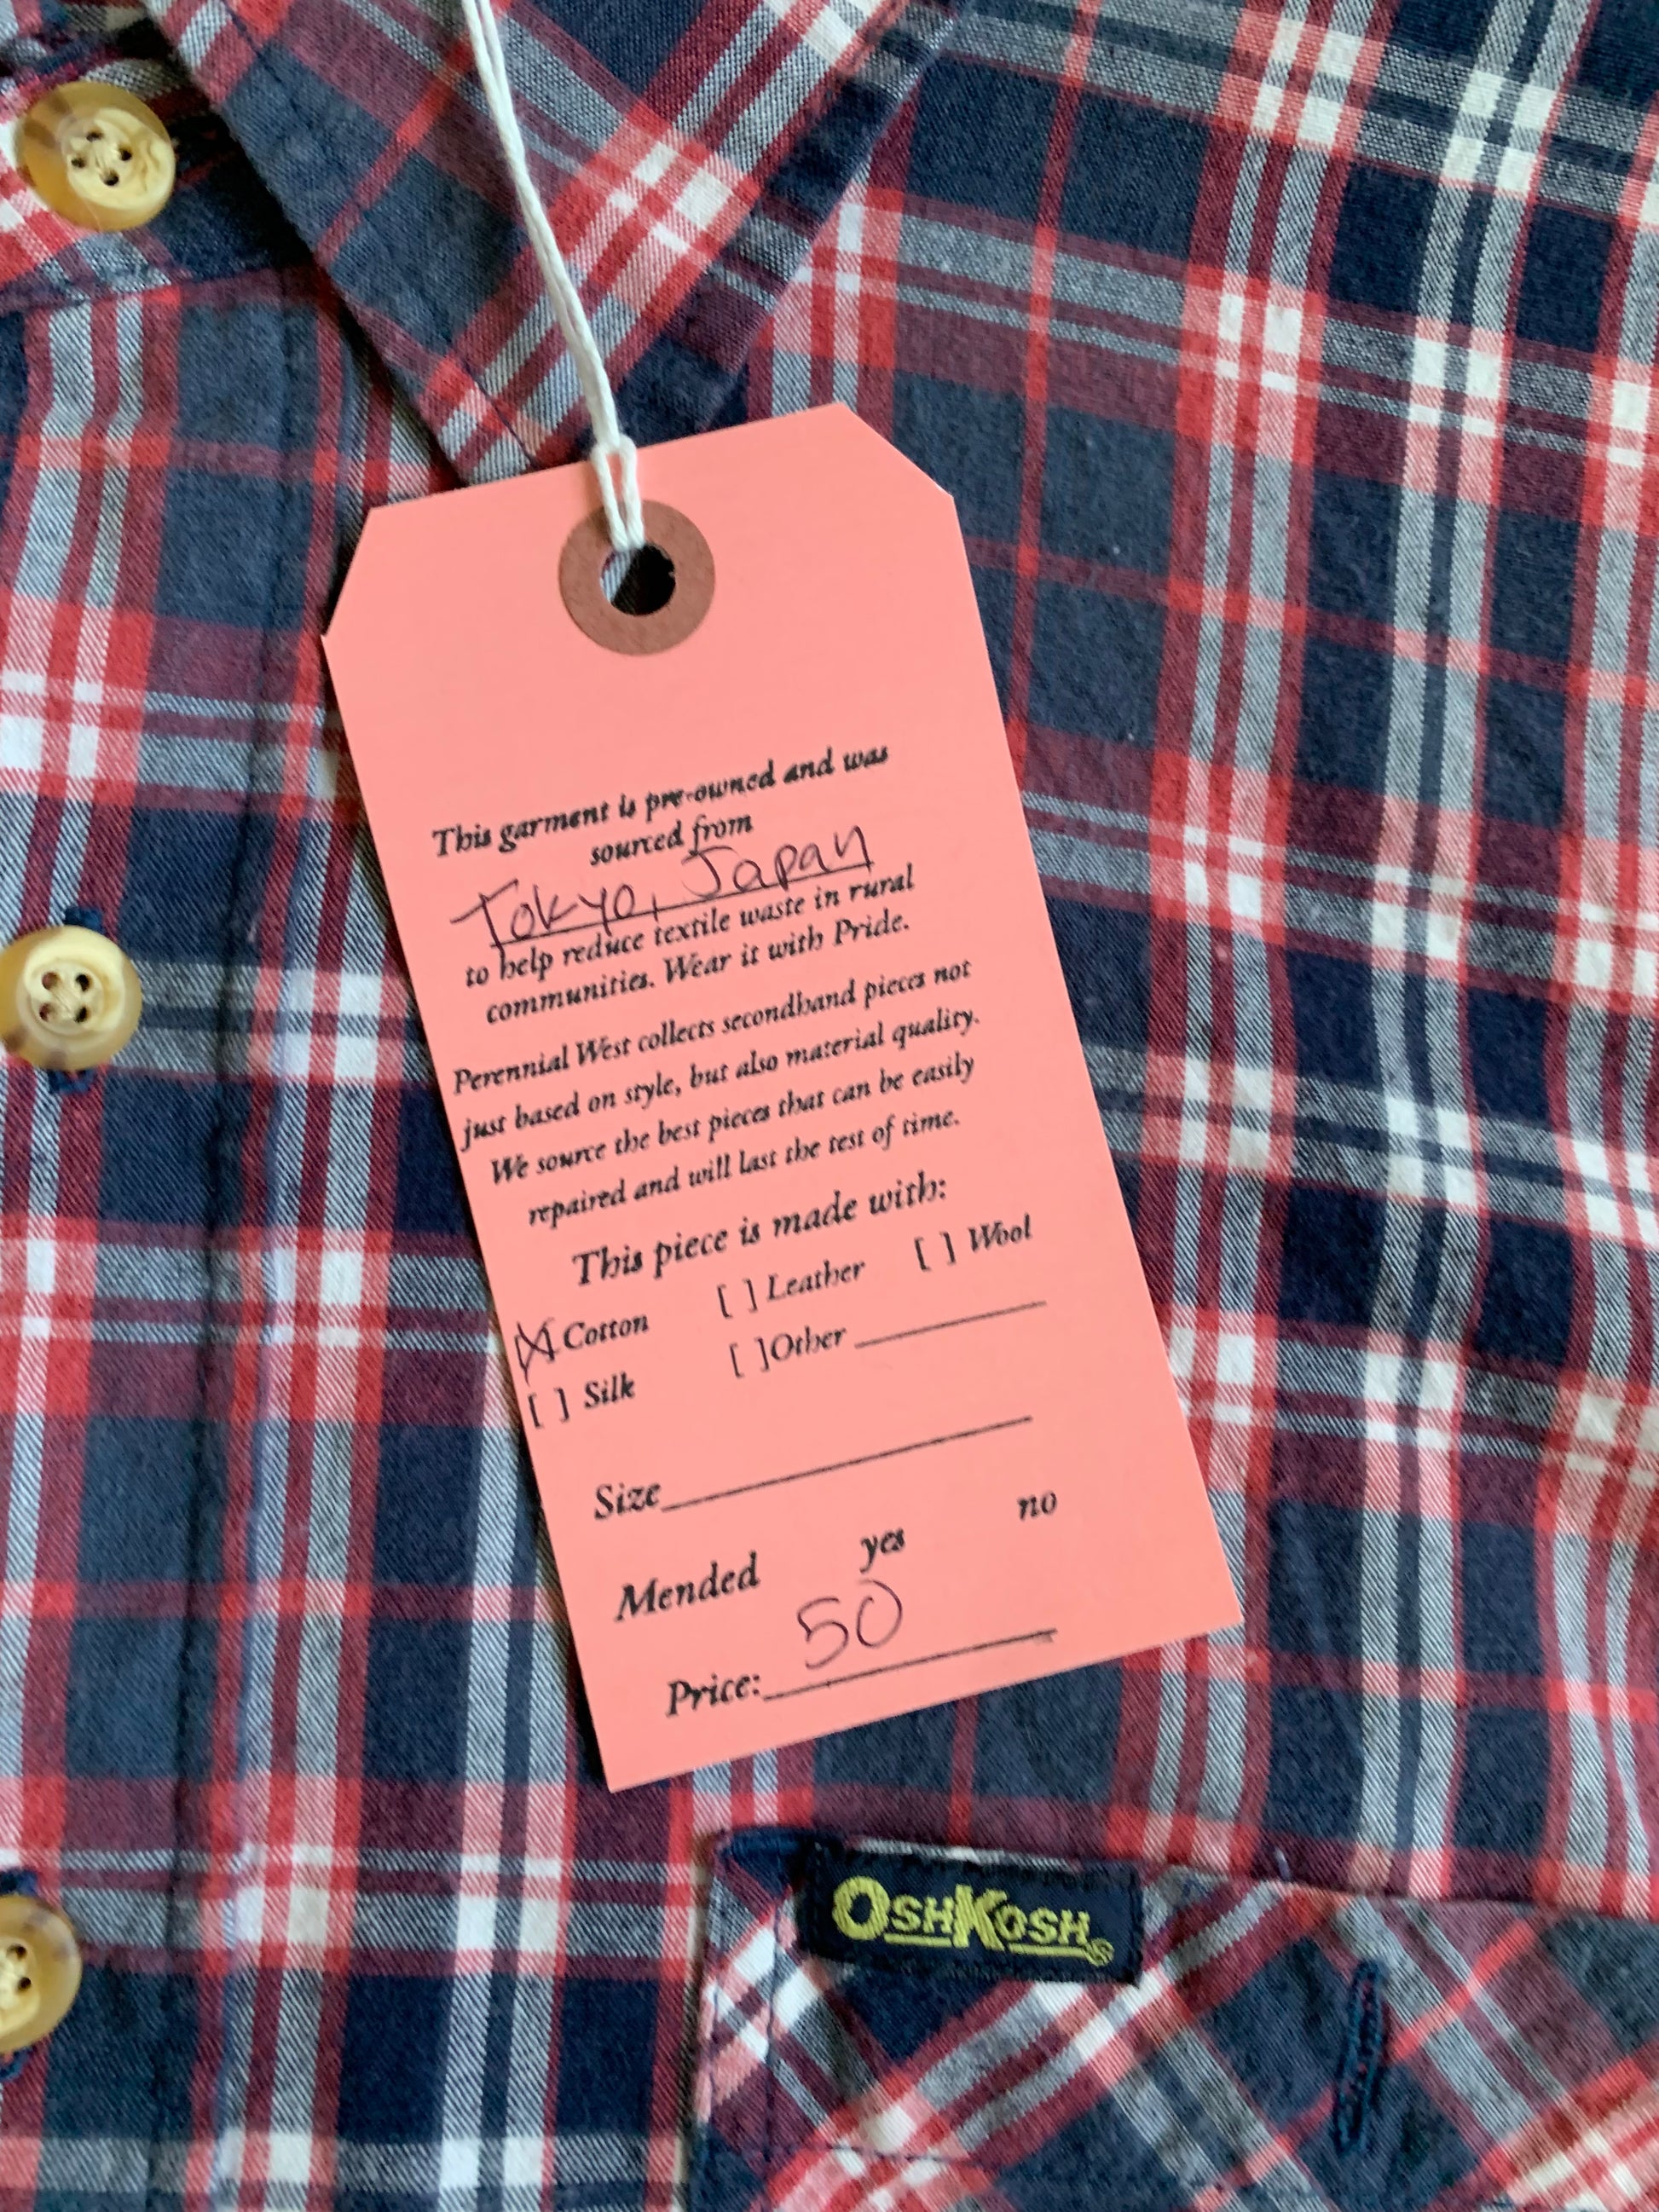 This garment is pre-owned and was
sourced from
Tokyo, Japan
to help reduce textile waste in rural
communities. Wear it with Pride.
Perennial West collects secondhand pieces not
just based on style, but also material quality.
We source the best pieces that can be easily
repaired and will last the test of time.
This piece is made with:
[X] Cotton [ ] Leather [ ] Wool
[ ] Silk [ ] Other ________
Size________
Mended yes no
Price: 50
OSHKOSH